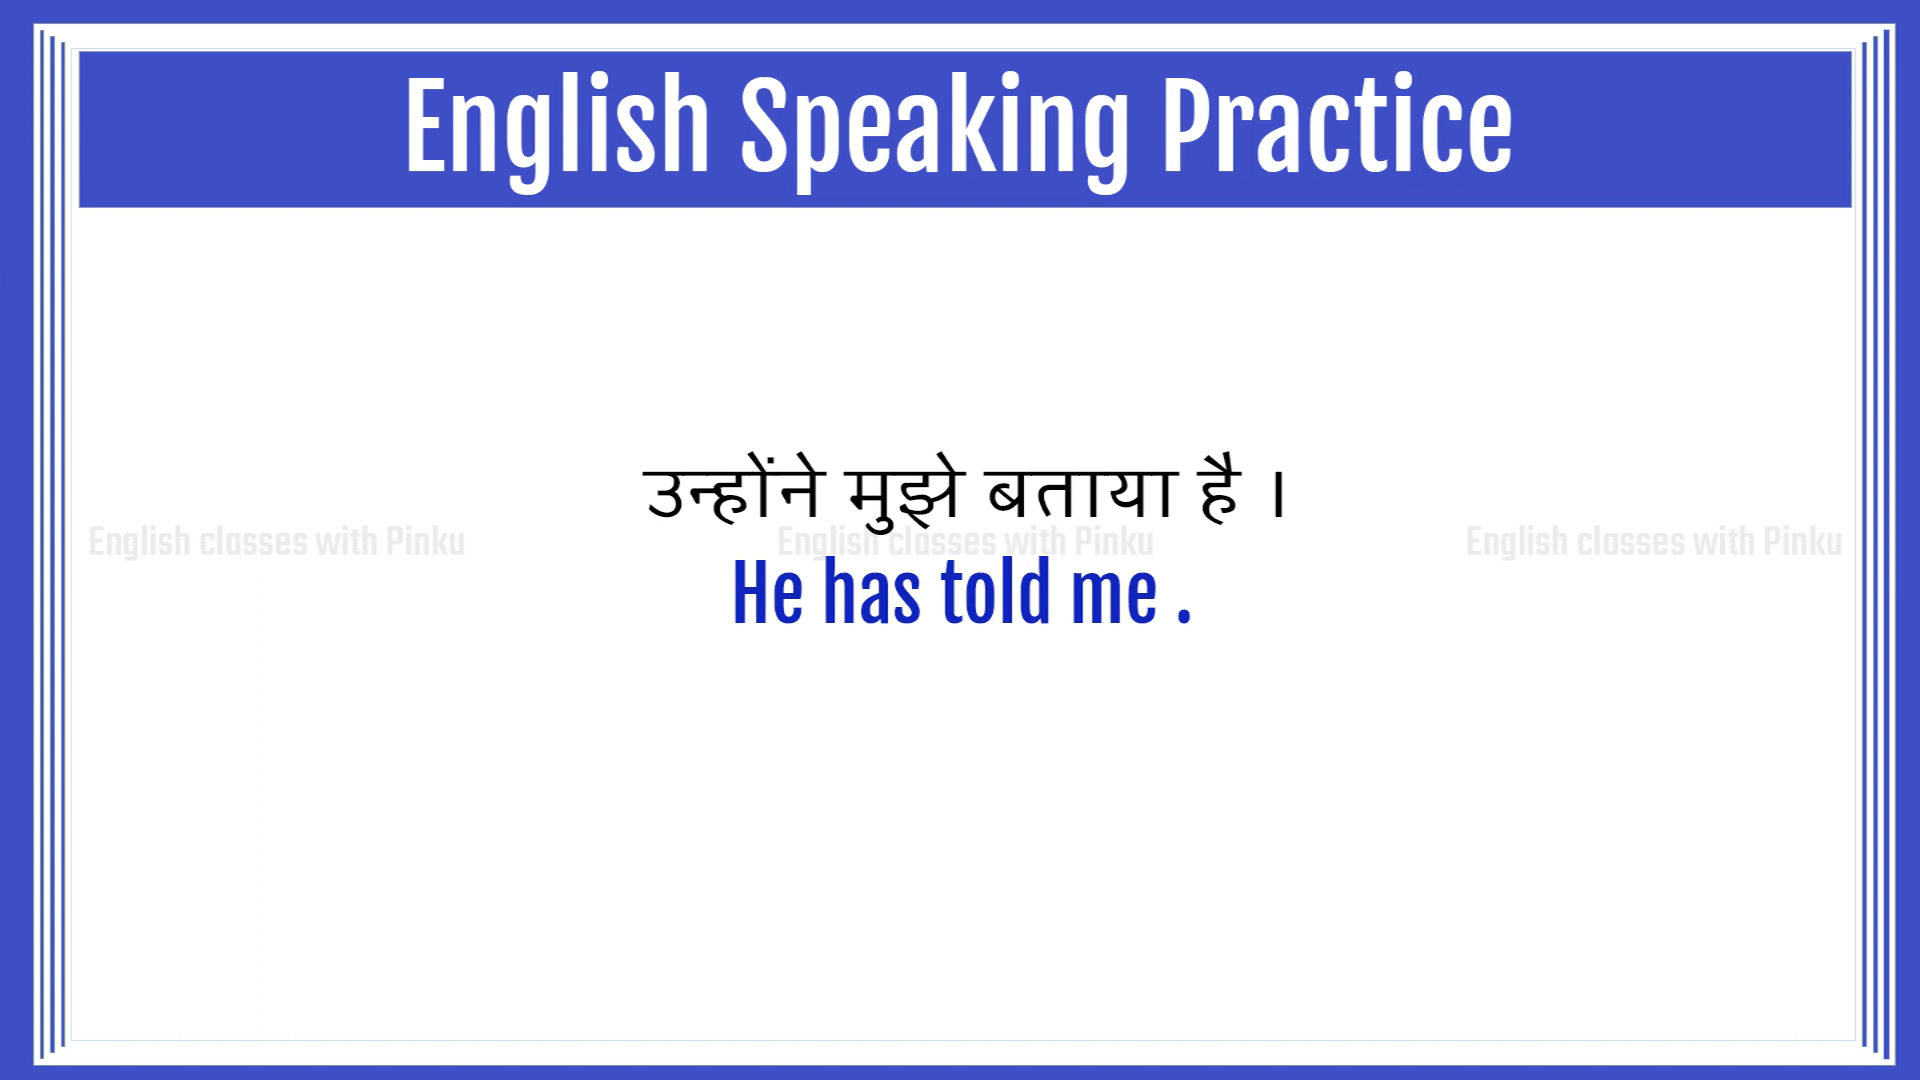 English Speaking Practice
उन्होंने मुझे बताया है ।
English classes with Pinku English classes with Pinku English classes with Pinku
He has told me .